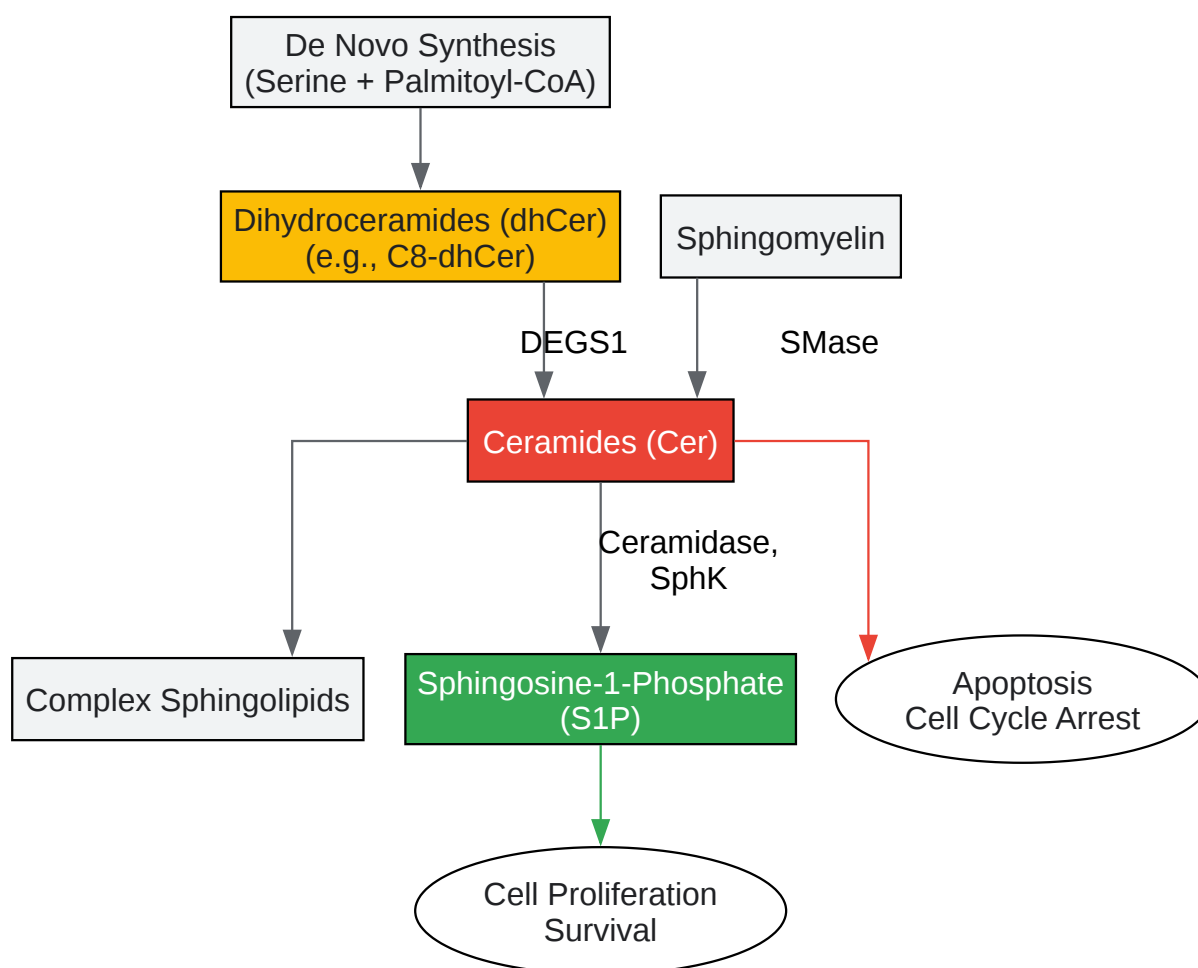 De Novo Synthesis
(Serine + Palmitoyl-CoA)
Dihydroceramides (dhCer)
(e.g., C8-dhCer)
Sphingomyelin
DEGS1
SMase
Ceramides (Cer)
Ceramidase,
SphK
Complex Sphingolipids
Sphingosine-1-Phosphate
(S1P)
Apoptosis
Cell Cycle Arrest
Cell Proliferation
Survival